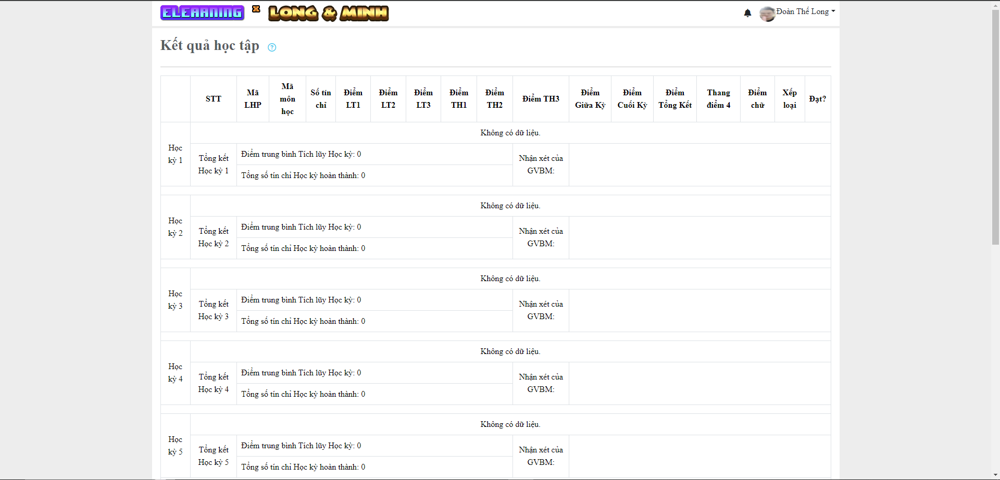 ELEARNING X LONG & MINH
Đoàn Thế Long
Kết quả học tập ?
STT
Mã
LHP
Mã
môn
học
Số tín
chỉ
Điểm
LT1
Điểm
LT2
Điểm
LT3
Điểm
TH1
Điểm
TH2
Điểm TH3
Điểm
Giữa Kỳ
Điểm
Cuối Kỳ
Điểm
Tổng Kết
Thang
điểm 4
Điểm
chữ
Xếp
loại
Đạt?
Học
kỳ 1
Không có dữ liệu.
Tổng kết
Học kỳ 1
Điểm trung bình Tích lũy Học kỳ: 0
Tổng số tín chỉ Học kỳ hoàn thành: 0
Nhận xét của
GVBM:
Học
kỳ 2
Không có dữ liệu.
Tổng kết
Học kỳ 2
Điểm trung bình Tích lũy Học kỳ: 0
Tổng số tín chỉ Học kỳ hoàn thành: 0
Nhận xét của
GVBM:
Học
kỳ 3
Không có dữ liệu.
Tổng kết
Học kỳ 3
Điểm trung bình Tích lũy Học kỳ: 0
Tổng số tín chỉ Học kỳ hoàn thành: 0
Nhận xét của
GVBM:
Học
kỳ 4
Không có dữ liệu.
Tổng kết
Học kỳ 4
Điểm trung bình Tích lũy Học kỳ: 0
Tổng số tín chỉ Học kỳ hoàn thành: 0
Nhận xét của
GVBM:
Học
kỳ 5
Không có dữ liệu.
Tổng kết
Học kỳ 5
Điểm trung bình Tích lũy Học kỳ: 0
Tổng số tín chỉ Học kỳ hoàn thành: 0
Nhận xét của
GVBM: